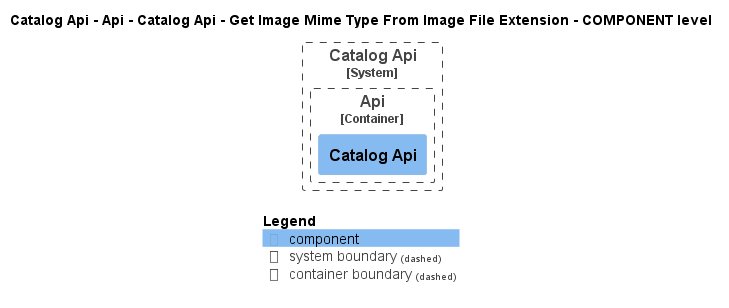 Catalog Api - Api - Catalog Api - Get Image Mime Type From Image File Extension - COMPONENT level
Catalog Api
[System]
Api
[Container]
Catalog Api
Legend
component
system boundary (dashed)
container boundary (dashed)